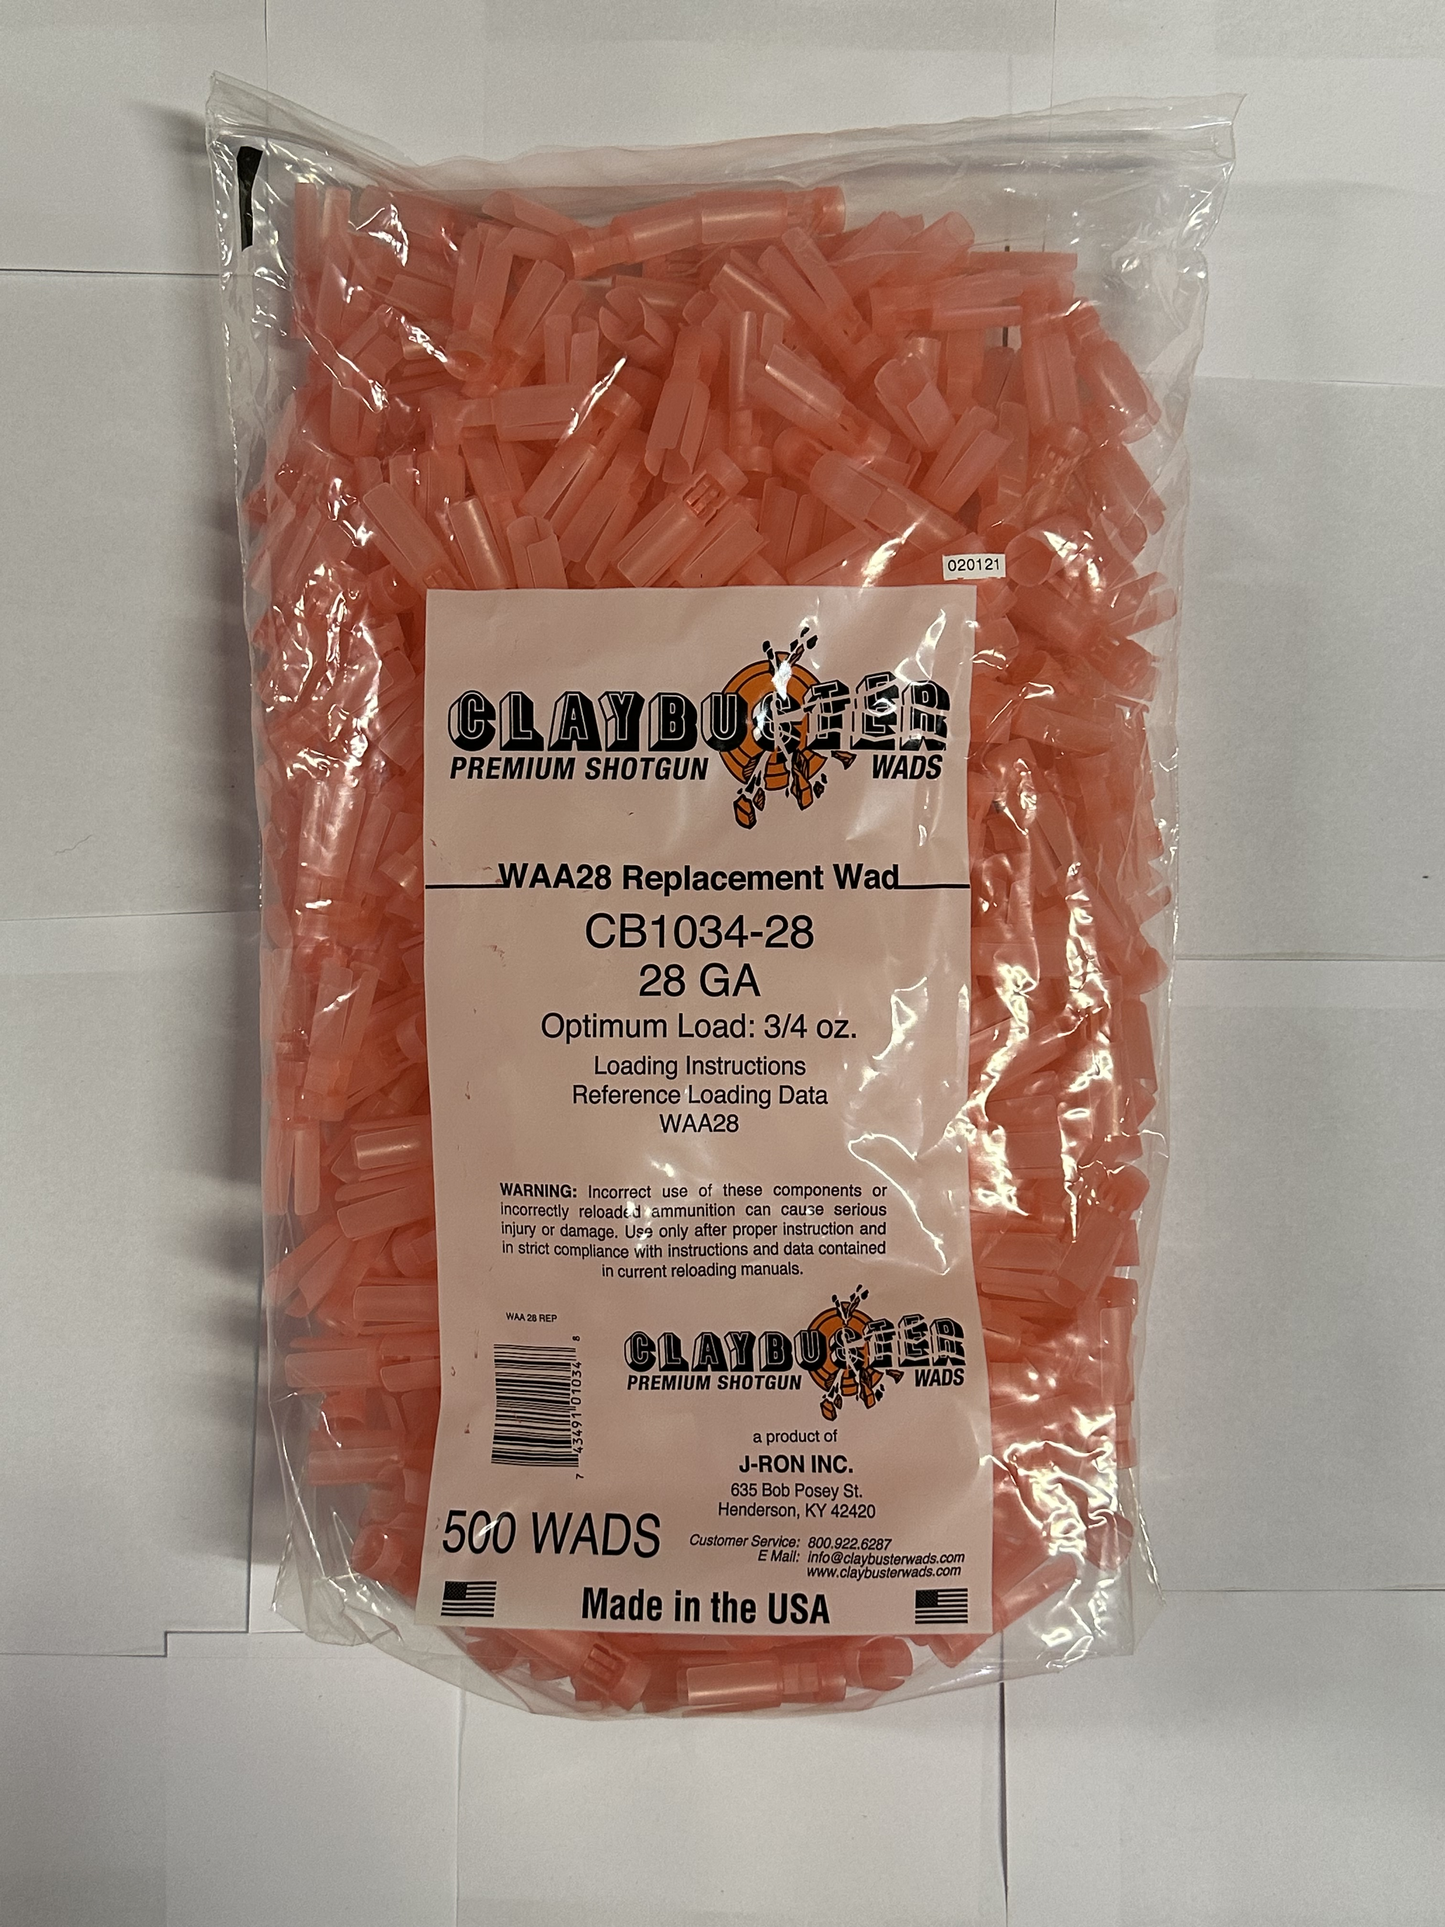 020121
CLAYBUSTER
PREMIUM SHOTGUN WADS
WAA28 Replacement Wad
CB1034-28
28 GA
Optimum Load: 3/4 oz.
Loading Instructions
Reference Loading Data
WAA28
WARNING: Incorrect use of these components or
incorrectly reloaded ammunition can cause serious
injury or damage. Use only after proper instruction and
in strict compliance with instructions and data contained
in current reloading manuals.
WAA 28 REP
7 43491 01034 8
CLAYBUSTER
PREMIUM SHOTGUN WADS
a product of
J-RON INC.
635 Bob Posey St.
Henderson, KY 42420
500 WADS
Customer Service: 800.922.6287
E Mail: info@claybusterwads.com
www.claybusterwads.com
Made in the USA